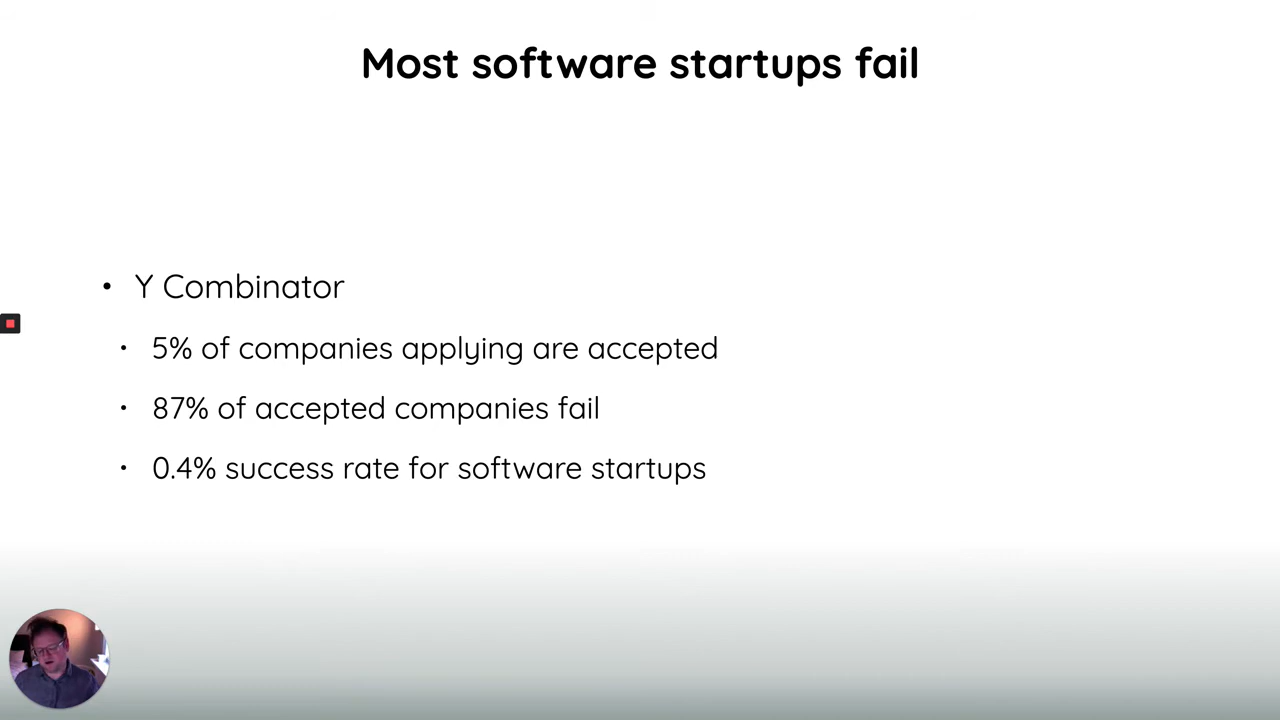 Most software startups fail
• Y Combinator
• 5% of companies applying are accepted
• 87% of accepted companies fail
• 0.4% success rate for software startups